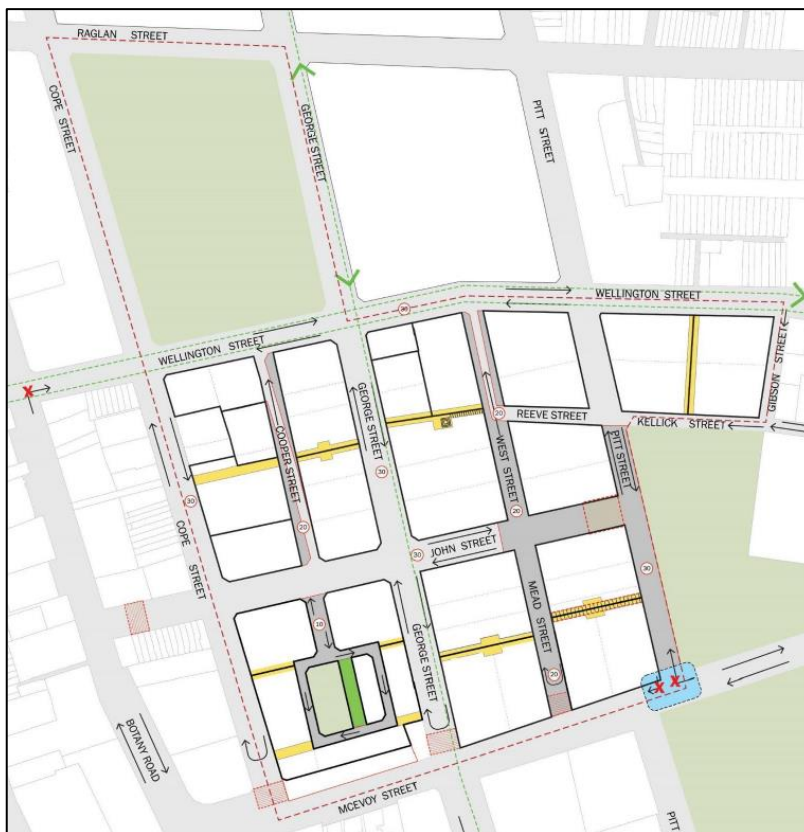 RAGLAN STREET
COPE STREET
GEORGE STREET
PITT STREET
WELLINGTON STREET
30
WELLINGTON STREET
X
GIBSON STREET
GEORGE STREET
20
REEVE STREET
KELLICK STREET
COOPER STREET
WEST STREET
PITT STREET
30
30
20
20
COPE STREET
30
JOHN STREET
30
MEAD STREET
10
GEORGE STREET
20
X X
BOTANY ROAD
MCEVOY STREET
PITT